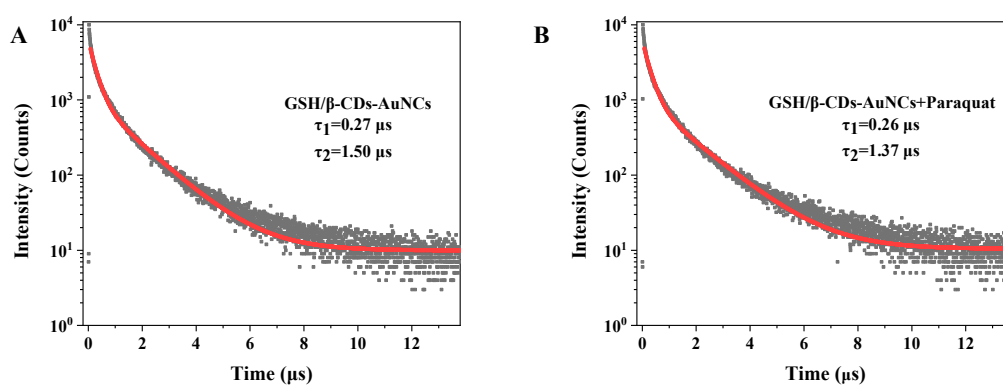 A
Intensity (Counts)
10⁴
10³
10²
10¹
10⁰
GSH/β-CDs-AuNCs
τ₁=0.27 μs
τ₂=1.50 μs
0 2 4 6 8 10 12
Time (μs)
B
Intensity (Counts)
10⁴
10³
10²
10¹
10⁰
GSH/β-CDs-AuNCs+Paraquat
τ₁=0.26 μs
τ₂=1.37 μs
0 2 4 6 8 10 12
Time (μs)